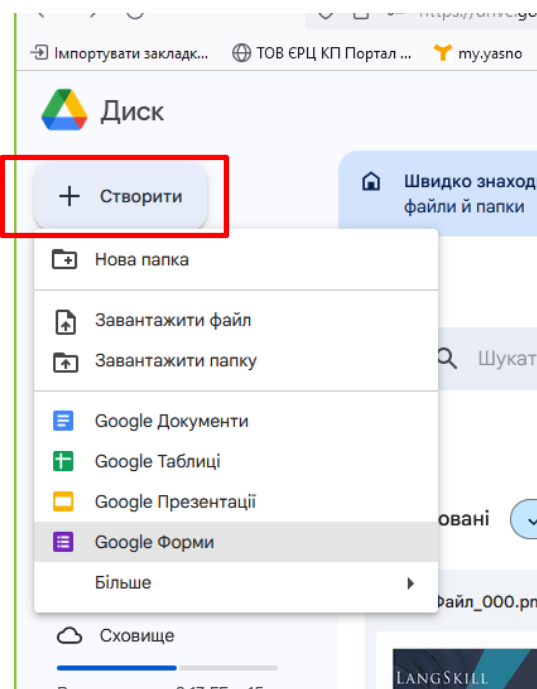 Імпортувати закладк...
ТОВ ЄРЦ КП Портал ...
my.yasno
Диск
Створити
Швидко знаход
файли й папки
Нова папка
Завантажити файл
Завантажити папку
Шукат
Google Документи
Google Таблиці
Google Презентації
овані
Google Форми
Більше
Файл_000.pn
Сховище
LANGSKILL